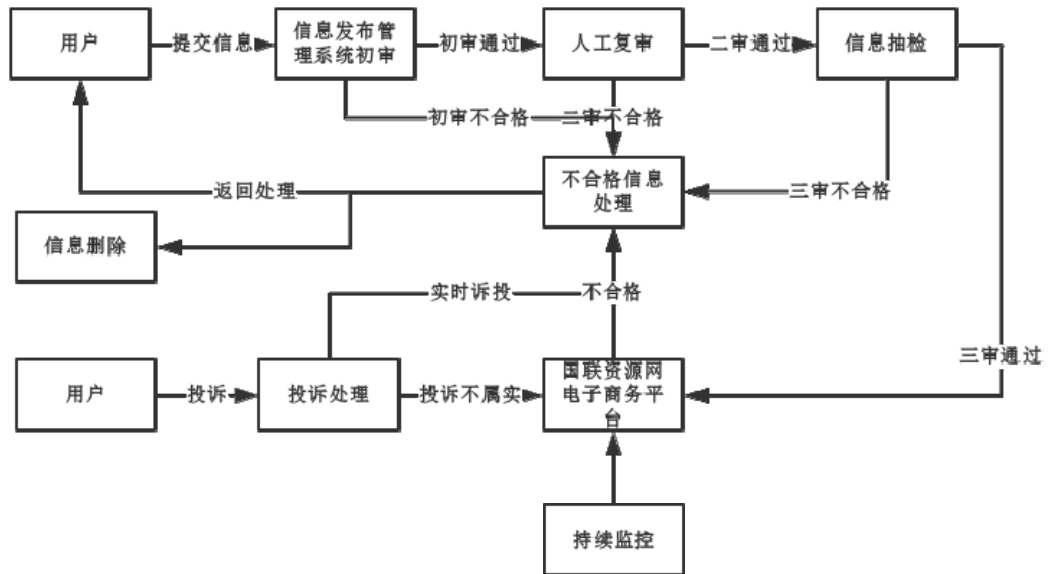 用户
提交信息
信息发布管
理系统初审
初审通过
人工复审
二审通过
信息抽检
初审不合格
二审不合格
不合格信息
处理
三审不合格
返回处理
信息删除
实时诉投
不合格
三审通过
用户
投诉
投诉处理
投诉不属实
国联资源网
电子商务平
台
持续监控